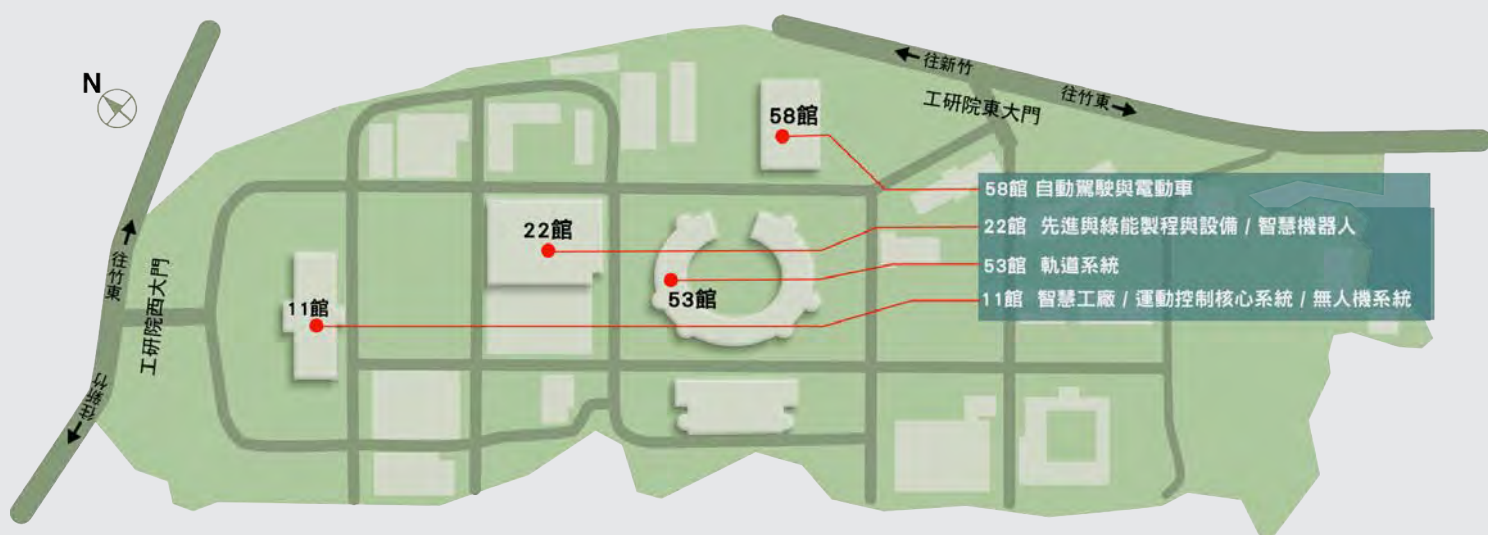 N
往新竹
往竹東
工研院東大門
58館
58館 自動駕駛與電動車
22館
22館 先進與綠能製程與設備 / 智慧機器人
53館 軌道系統
53館
11館
11館 智慧工廠 / 運動控制核心系統 / 無人機系統
往竹東
工研院西大門
往新竹